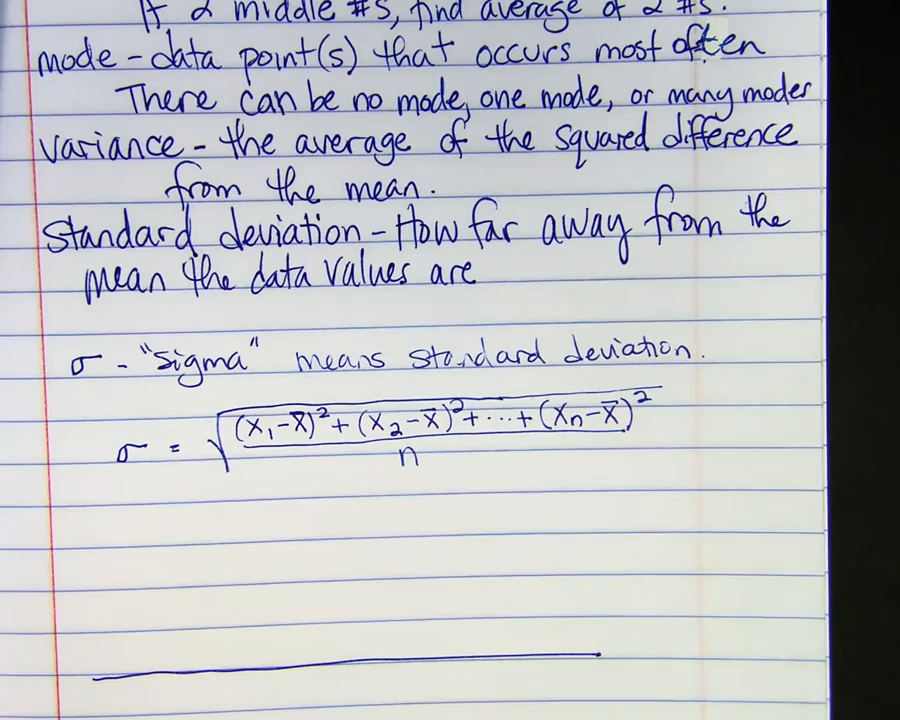 If 2 middle #s, find average of 2 #s.
mode - data point(s) that occurs most often
There can be no mode, one mode, or many modes
variance - the average of the squared difference
from the mean.
Standard deviation - How far away from the
mean the data values are
σ - "sigma" means standard deviation.
σ = √((x₁-x̄)²+(x₂-x̄)²+⋯+(xₙ-x̄)²/n)